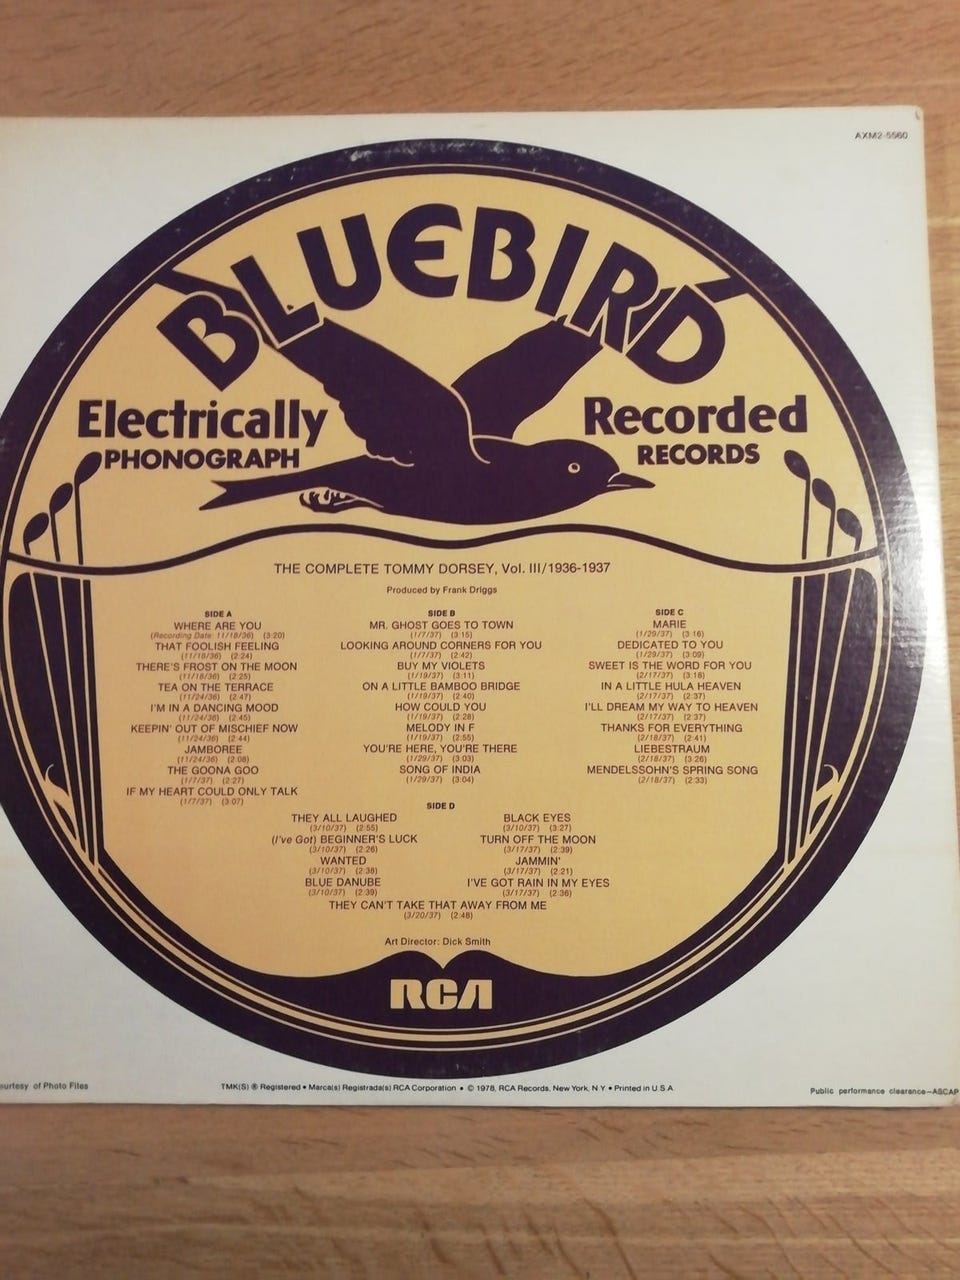 AXM2-5560
BLUEBIRD
Electrically
PHONOGRAPH
Recorded
RECORDS
THE COMPLETE TOMMY DORSEY, Vol. III/1936-1937
Produced by Frank Driggs
SIDE A
WHERE ARE YOU
(Recording Date: 11/18/36) (3:20)
THAT FOOLISH FEELING
(11/18/36) (2:24)
THERE'S FROST ON THE MOON
(11/18/36) (2:25)
TEA ON THE TERRACE
(11/24/36) (2:47)
I'M IN A DANCING MOOD
(11/24/36) (2:45)
KEEPIN' OUT OF MISCHIEF NOW
(11/24/36) (2:44)
JAMBOREE
(11/24/36) (2:08)
THE GOONA GOO
(1/7/37) (2:27)
IF MY HEART COULD ONLY TALK
(1/7/37) (3:07)
SIDE B
MR. GHOST GOES TO TOWN
(1/7/37) (3:15)
LOOKING AROUND CORNERS FOR YOU
(1/7/37) (2:42)
BUY MY VIOLETS
(1/19/37) (3:11)
ON A LITTLE BAMBOO BRIDGE
(1/19/37) (2:40)
HOW COULD YOU
(1/19/37) (2:28)
MELODY IN F
(1/19/37) (2:55)
YOU'RE HERE, YOU'RE THERE
(1/29/37) (3:03)
SONG OF INDIA
(1/29/37) (3:04)
SIDE C
MARIE
(1/29/37) (3:16)
DEDICATED TO YOU
(1/29/37) (3:09)
SWEET IS THE WORD FOR YOU
(2/17/37) (3:18)
IN A LITTLE HULA HEAVEN
(2/17/37) (2:37)
I'LL DREAM MY WAY TO HEAVEN
(2/17/37) (2:37)
THANKS FOR EVERYTHING
(2/18/37) (2:41)
LIEBESTRAUM
(2/18/37) (3:26)
MENDELSSOHN'S SPRING SONG
(2/18/37) (2:33)
SIDE D
THEY ALL LAUGHED
(3/10/37) (2:55)
(I've Got) BEGINNER'S LUCK
(3/10/37) (2:26)
WANTED
(3/10/37) (2:38)
BLUE DANUBE
(3/10/37) (2:39)
BLACK EYES
(3/10/37) (3:27)
TURN OFF THE MOON
(3/17/37) (2:39)
JAMMIN'
(3/17/37) (2:21)
I'VE GOT RAIN IN MY EYES
(3/17/37) (2:36)
THEY CAN'T TAKE THAT AWAY FROM ME
(3/20/37) (2:48)
Art Director: Dick Smith
RCA
urtesy of Photo Files
TMK(S) ® Registered • Marca(s) Registrada(s) RCA Corporation • © 1978, RCA Records, New York, N.Y. • Printed in U.S.A.
Public performance clearance—ASCAP